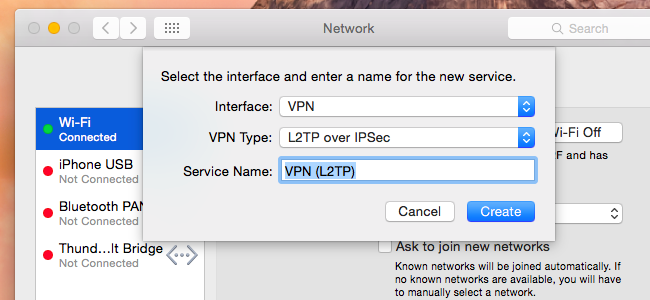 Network
Search
Select the interface and enter a name for the new service.
Interface: VPN
VPN Type: L2TP over IPSec
Service Name: VPN (L2TP)
Cancel
Create
Wi-Fi
Connected
iPhone USB
Not Connected
Bluetooth PAN
Not Connected
Thund...lt Bridge
Not Connected
Wi-Fi Off
and has
Ask to join new networks
Known networks will be joined automatically. If
no known networks are available, you will have
to manually select a network.